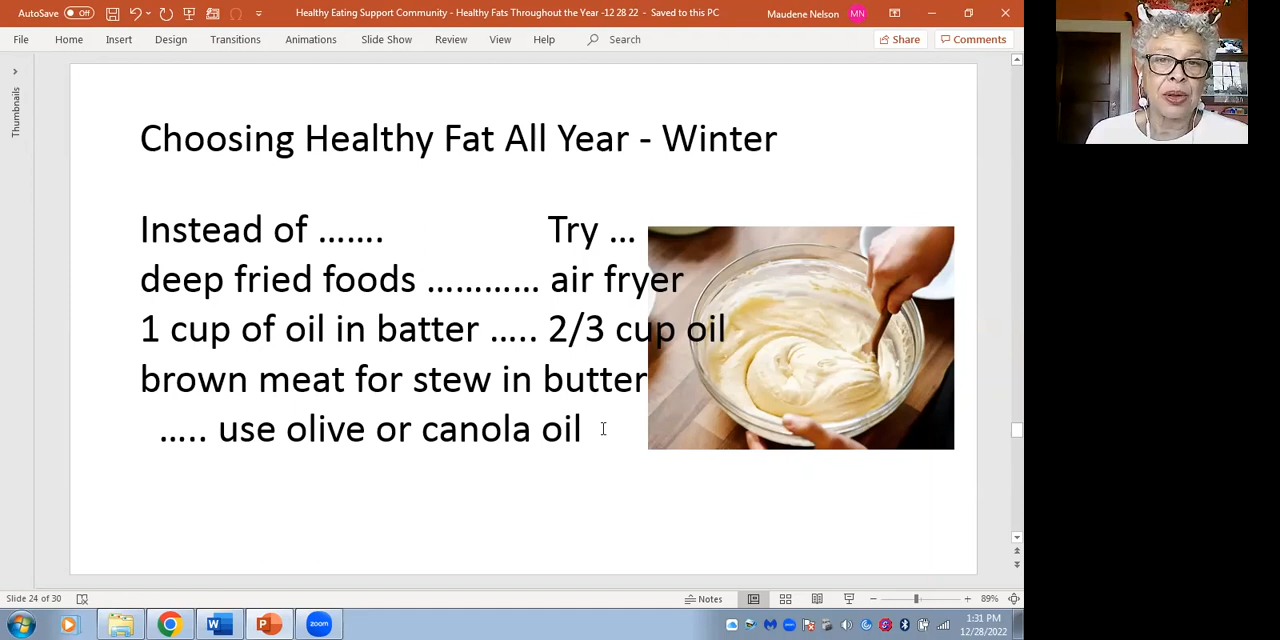 AutoSave Off Healthy Eating Support Community - Healthy Fats Throughout the Year -12 28 22 - Saved to this PC Maudene Nelson MN
File Home Insert Design Transitions Animations Slide Show Review View Help Search Share Comments
Thumbnails
Choosing Healthy Fat All Year - Winter
Instead of ....... Try ...
deep fried foods ............ air fryer
1 cup of oil in batter ..... 2/3 cup oil
brown meat for stew in butter
..... use olive or canola oil
Slide 24 of 30 Notes 89%
W P zoom 1:31 PM
12/28/2022